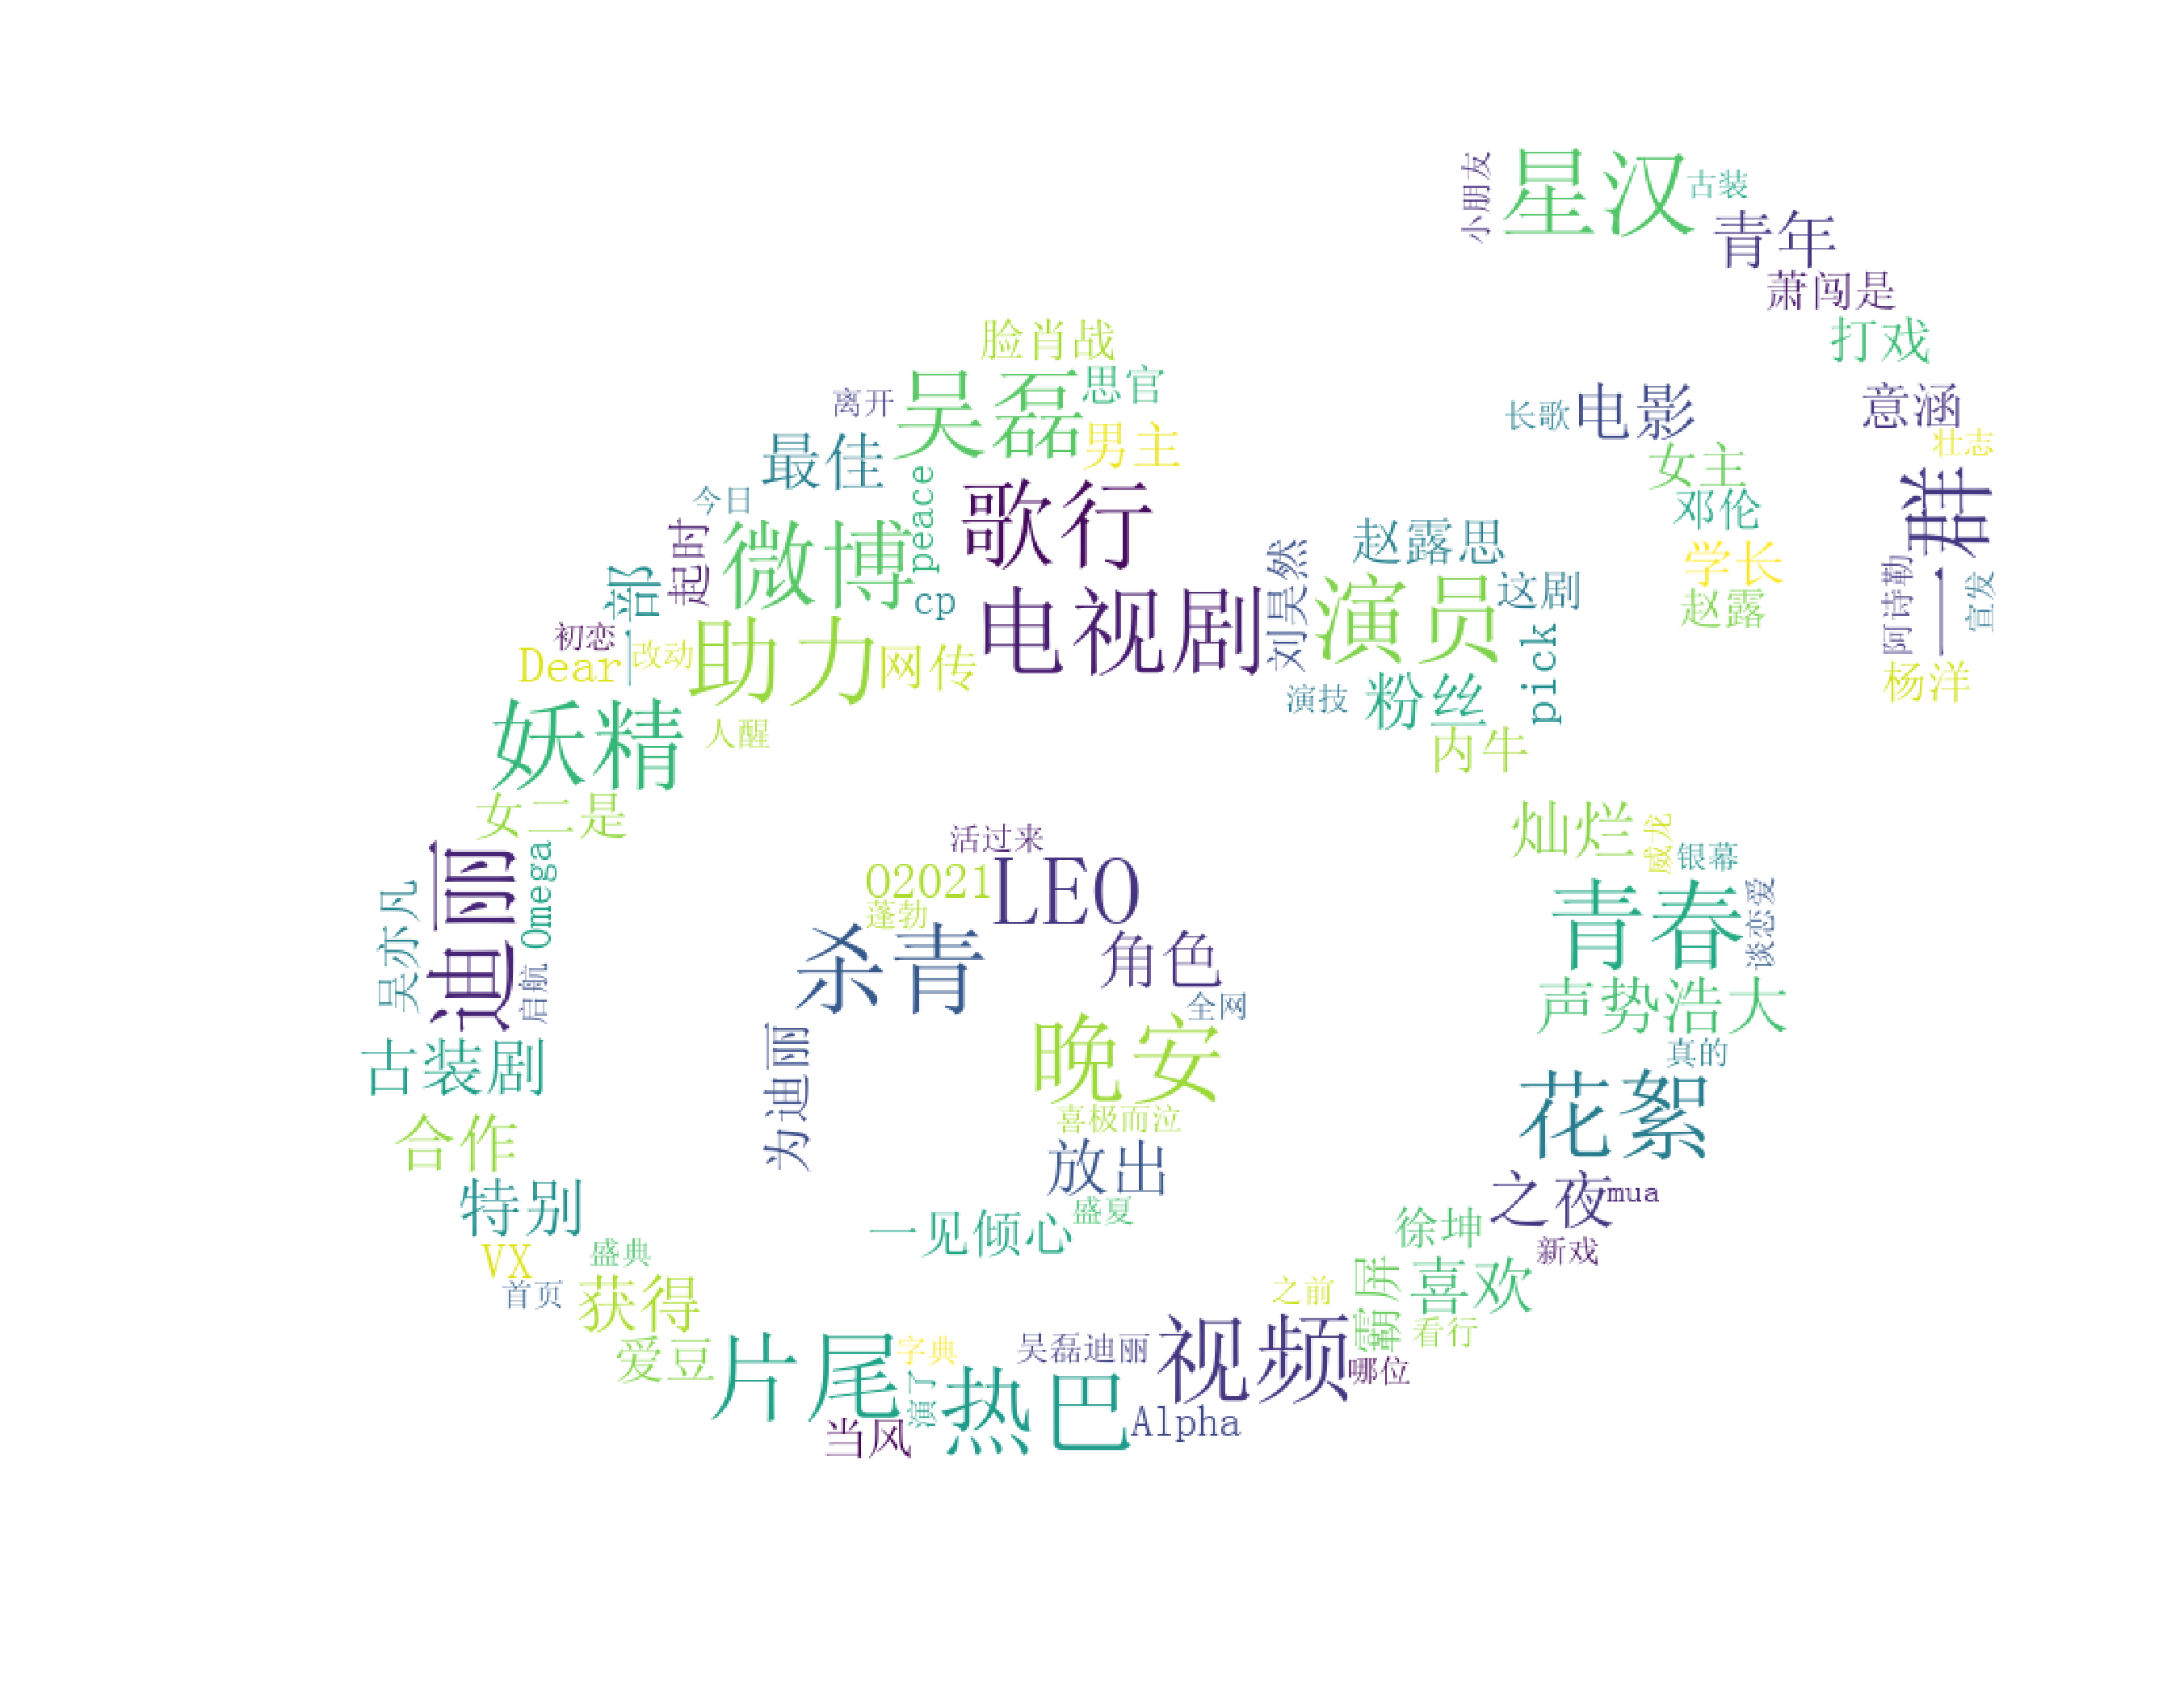 小朋友
星汉
古装
青年
萧闯是
打戏
脸肖战
离开
吴磊
思官
长歌
电影
意涵
壮志
最佳
男主
女主
今日
peace
歌行
邓伦
一群
起时
微博
赵露思
学长
一部
cp
电视剧
刘昊然
演员
这剧
赵露
阿诗勒
宣发
初恋
Dear
改动
助力
网传
演技
粉丝
pick
杨洋
妖精
人醒
内牛
女二是
活过来
灿烂
威龙
银幕
吴亦凡
迪丽
Omega
启航
O2021
LEO
蓬勃
杀青
角色
青春
谈恋爱
全网
声势浩大
古装剧
为迪丽
晚安
真的
合作
喜极而泣
花絮
特别
放出
之夜
mua
一见倾心
盛夏
徐坤
新戏
VX
盛典
首页
获得
之前
霸屏
喜欢
爱豆
片尾
字典
吴磊迪丽
视频
看行
哪位
当风
演了
热巴
Alpha